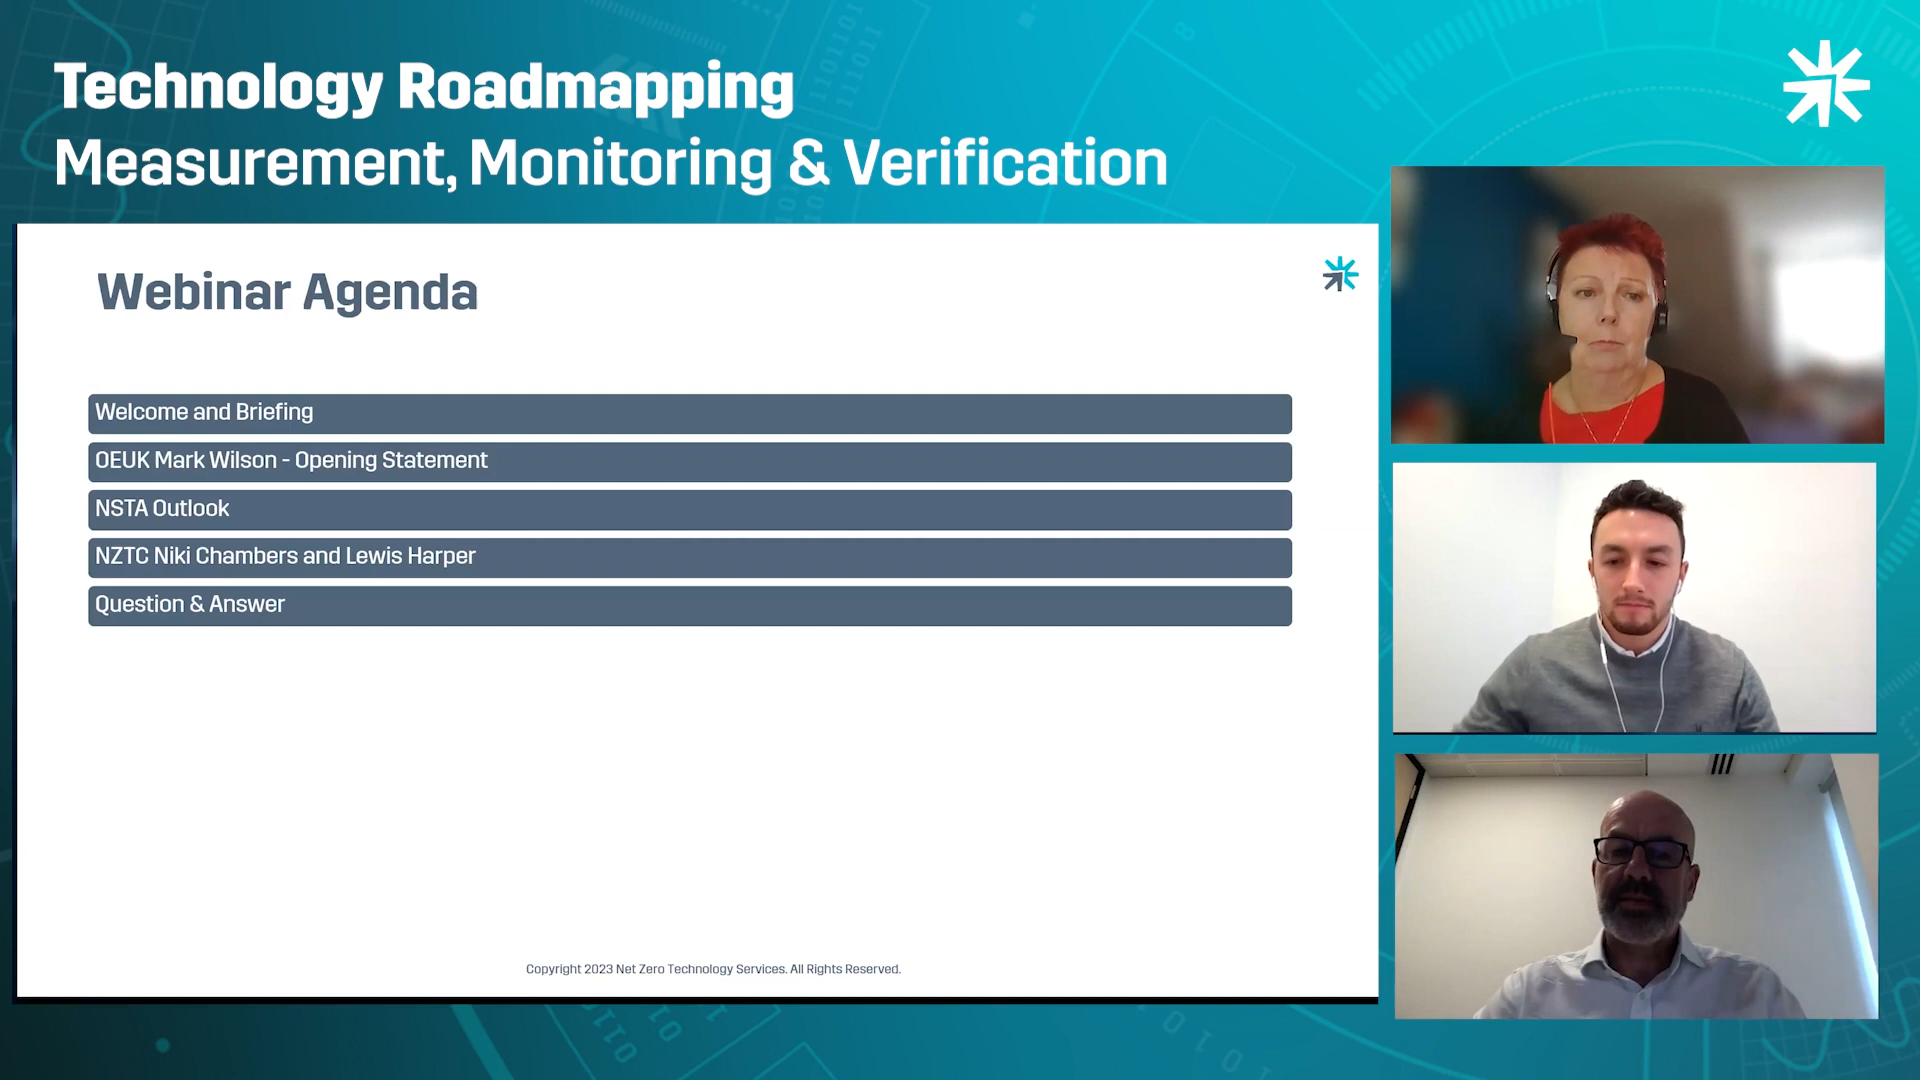 Technology Roadmapping
Measurement, Monitoring & Verification
Webinar Agenda
Welcome and Briefing
OEUK Mark Wilson - Opening Statement
NSTA Outlook
NZTC Niki Chambers and Lewis Harper
Question & Answer
Copyright 2023 Net Zero Technology Services. All Rights Reserved.